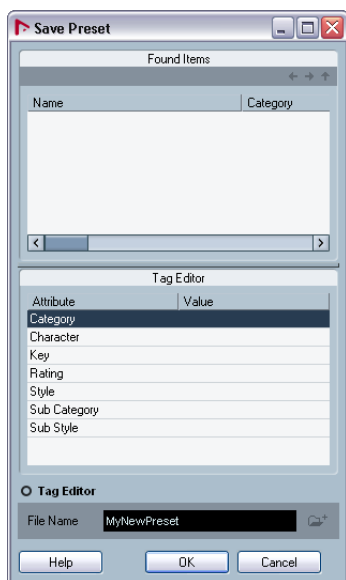 Save Preset
Found Items
Name Category
Tag Editor
Attribute Value
Category
Character
Key
Rating
Style
Sub Category
Sub Style
Tag Editor
File Name MyNewPreset
Help OK Cancel